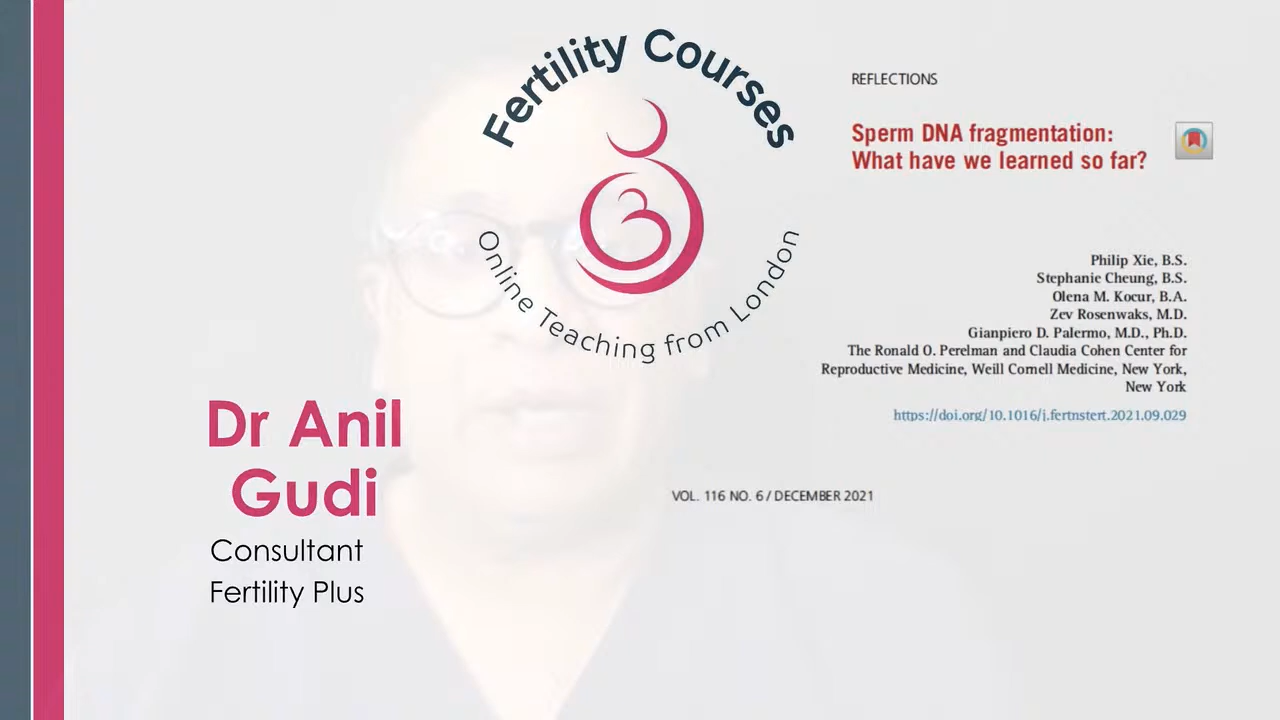 Fertility Courses
Online Teaching from London
REFLECTIONS
Sperm DNA fragmentation:
What have we learned so far?
Philip Xie, B.S.
Stephanie Cheung, B.S.
Olena M. Kocur, B.A.
Zev Rosenwaks, M.D.
Gianpiero D. Palermo, M.D., Ph.D.
The Ronald O. Perelman and Claudia Cohen Center for
Reproductive Medicine, Weill Cornell Medicine, New York,
New York
https://doi.org/10.1016/j.fertnstert.2021.09.029
Dr Anil
Gudi
Consultant
Fertility Plus
VOL. 116 NO. 6 / DECEMBER 2021